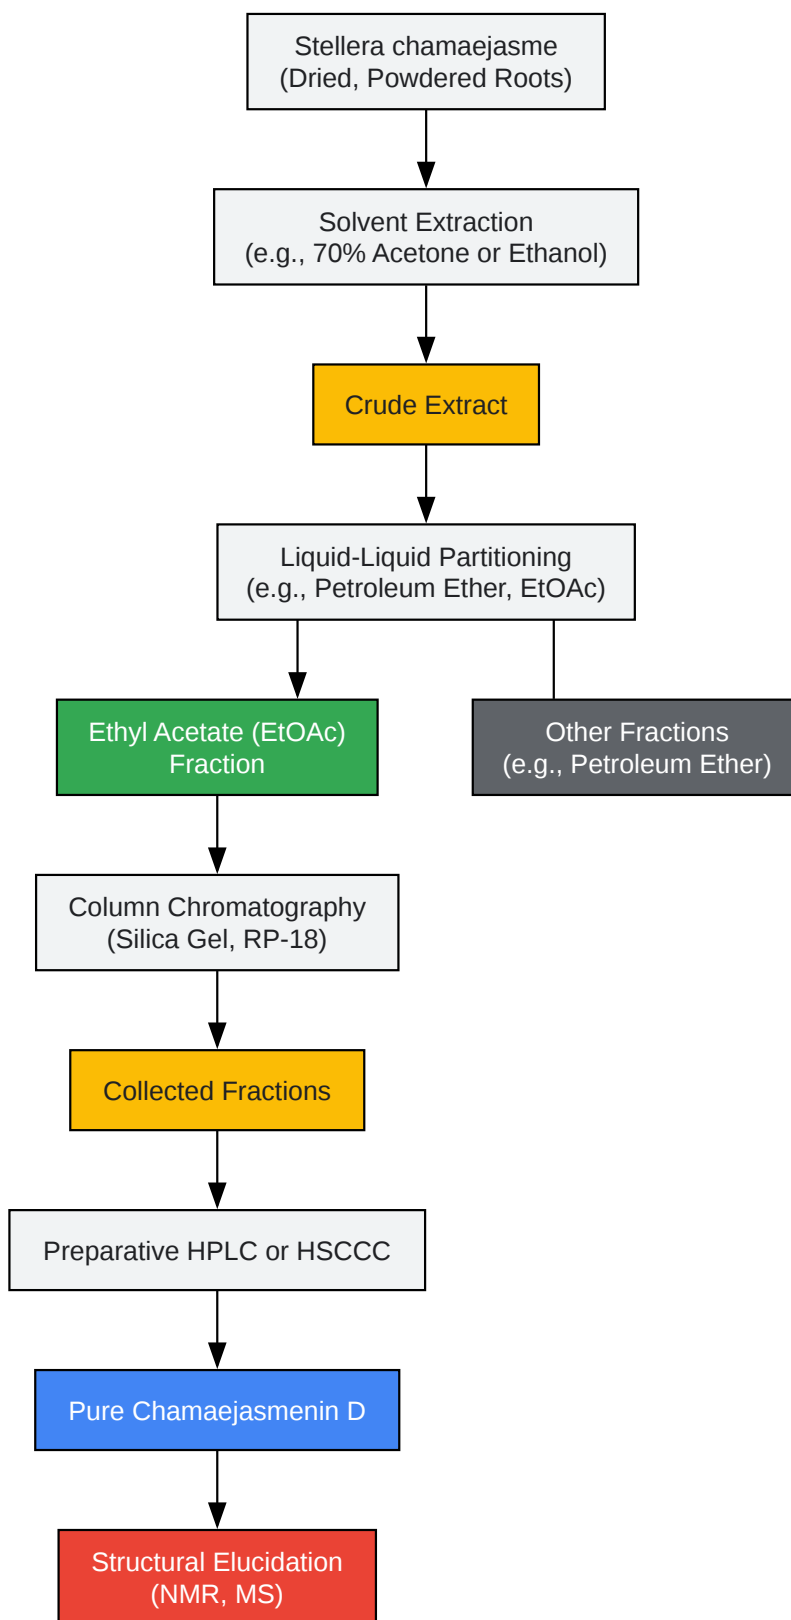 Stellera chamaejasme
(Dried, Powdered Roots)
Solvent Extraction
(e.g., 70% Acetone or Ethanol)
Crude Extract
Liquid-Liquid Partitioning
(e.g., Petroleum Ether, EtOAc)
Ethyl Acetate (EtOAc)
Fraction
Other Fractions
(e.g., Petroleum Ether)
Column Chromatography
(Silica Gel, RP-18)
Collected Fractions
Preparative HPLC or HSCCC
Pure Chamaejasmenin D
Structural Elucidation
(NMR, MS)